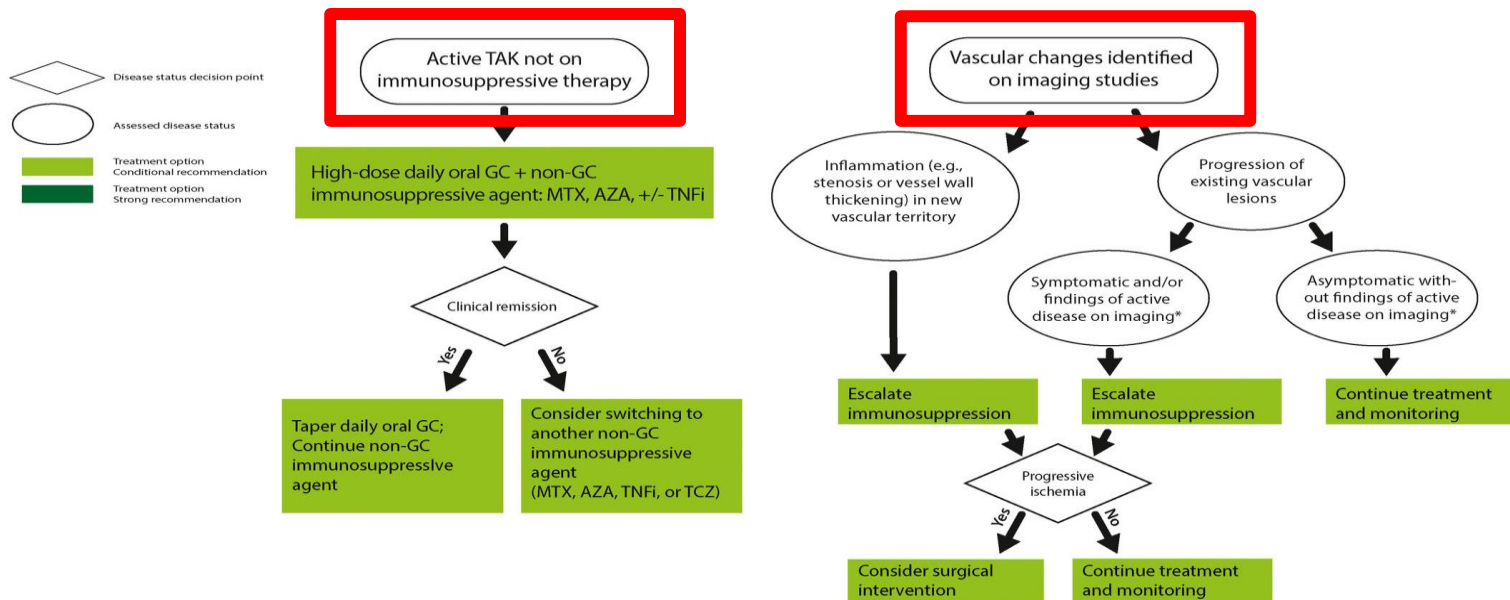 Disease status decision point
Assessed disease status
Treatment option
Conditional recommendation
Treatment option
Strong recommendation
Active TAK not on
immunosuppressive therapy
High-dose daily oral GC + non-GC
immunosuppressive agent: MTX, AZA, +/- TNFi
Clinical remission
Yes
No
Taper daily oral GC;
Continue non-GC
immunosuppressIve
agent
Consider switching to
another non-GC
immunosuppressive
agent
(MTX, AZA, TNFi, or TCZ)
Vascular changes identified
on imaging studies
Inflammation (e.g.,
stenosis or vessel wall
thickening) in new
vascular territory
Progression of
existing vascular
lesions
Symptomatic and/or
findings of active
disease on imaging*
Asymptomatic with-
out findings of active
disease on imaging*
Escalate
immunosuppression
Escalate
immunosuppression
Continue treatment
and monitoring
Progressive
ischemia
Yes
No
Consider surgical
intervention
Continue treatment
and monitoring